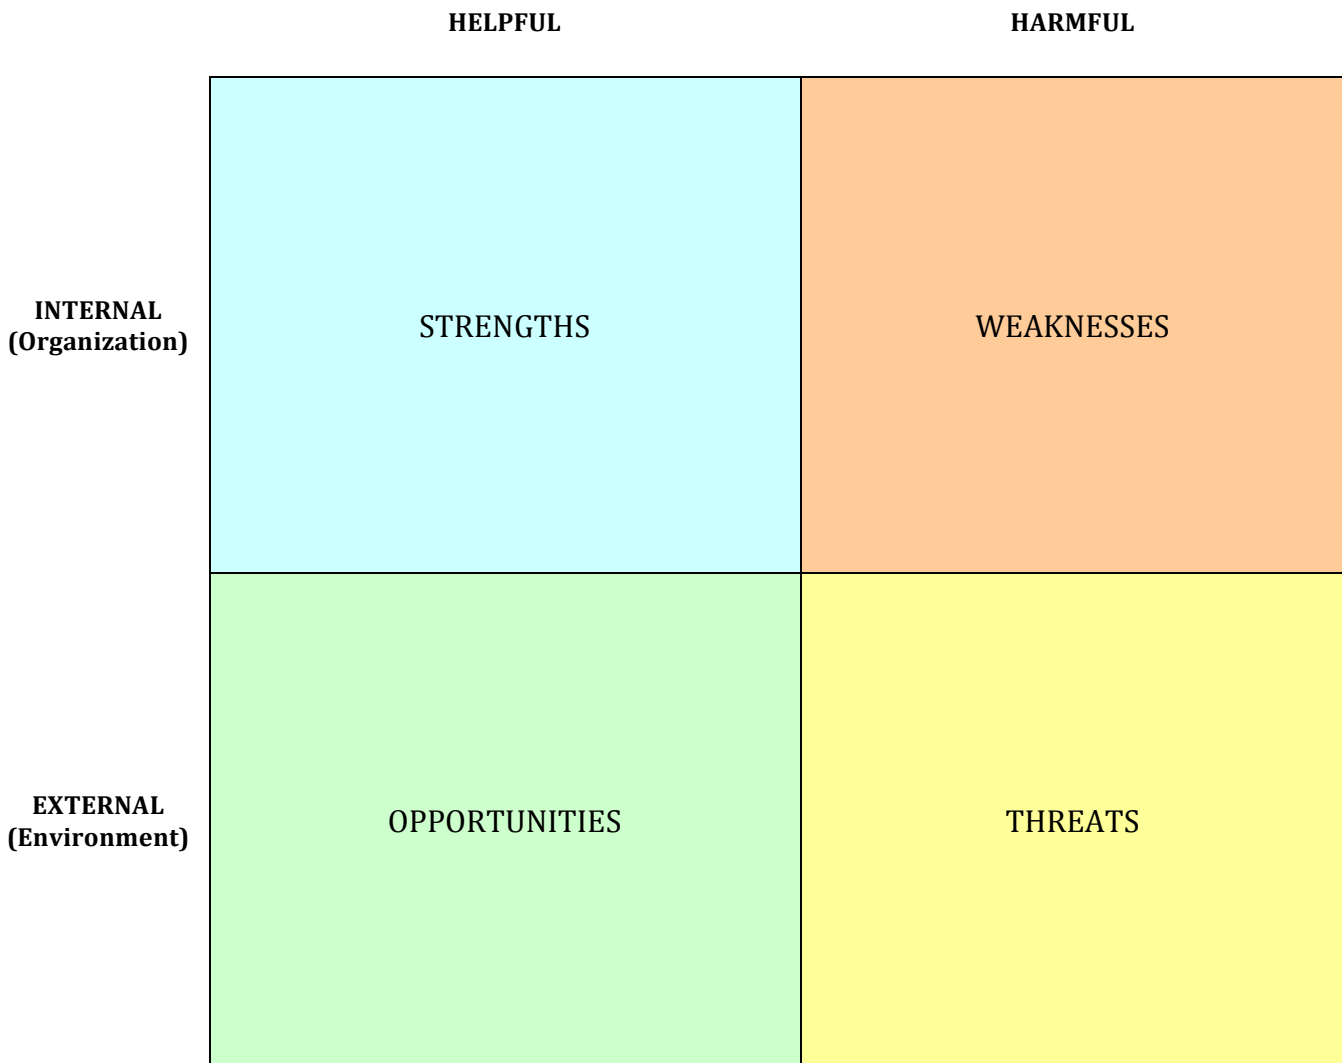 HELPFUL
HARMFUL
INTERNAL
(Organization)
STRENGTHS
WEAKNESSES
EXTERNAL
(Environment)
OPPORTUNITIES
THREATS